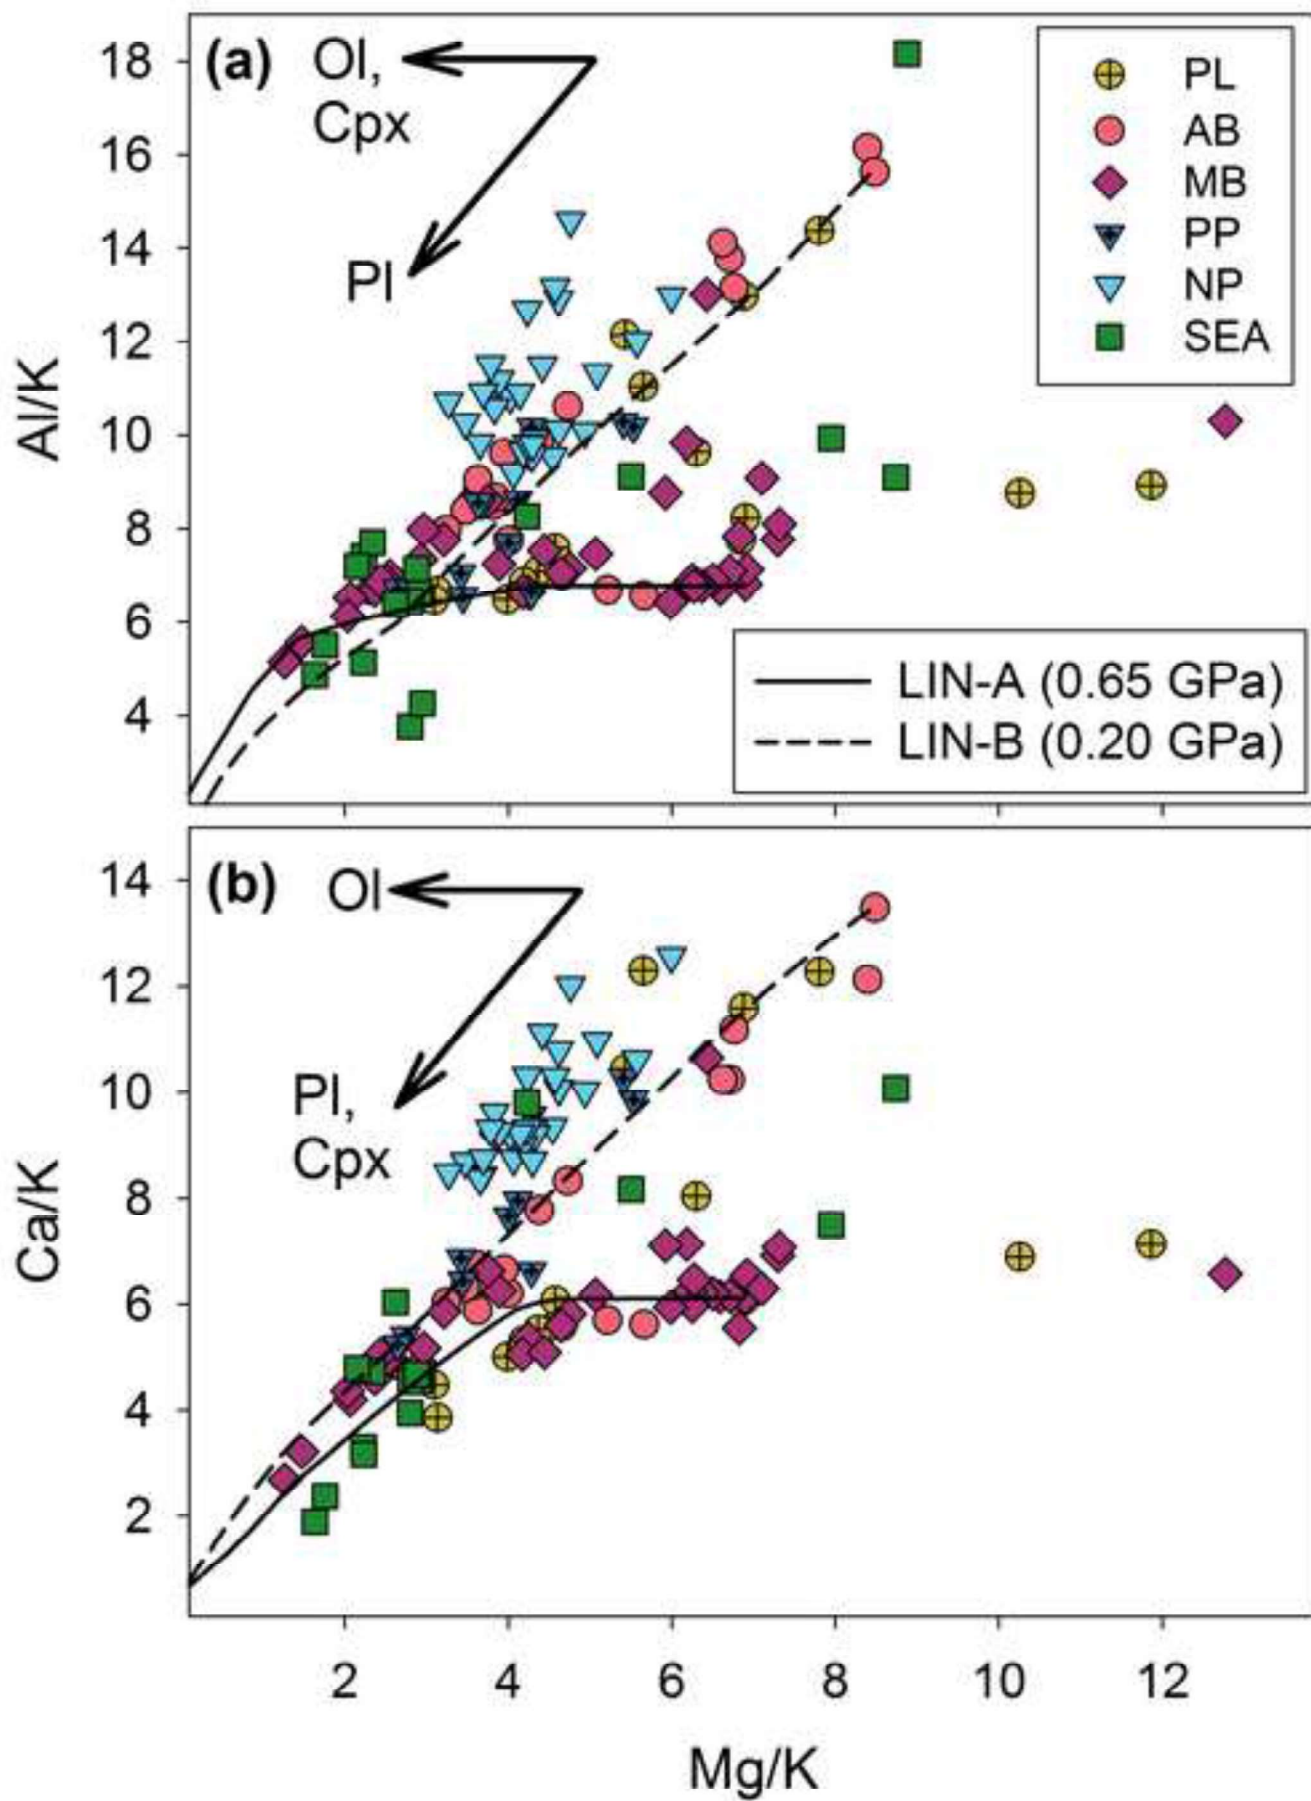 (a)
Ol,
Cpx
Pl
PL
AB
MB
PP
NP
SEA
18
16
14
12
10
8
6
4
Al/K
LIN-A (0.65 GPa)
LIN-B (0.20 GPa)
(b)
Ol
Pl,
Cpx
14
12
10
8
6
4
2
Ca/K
2 4 6 8 10 12
Mg/K